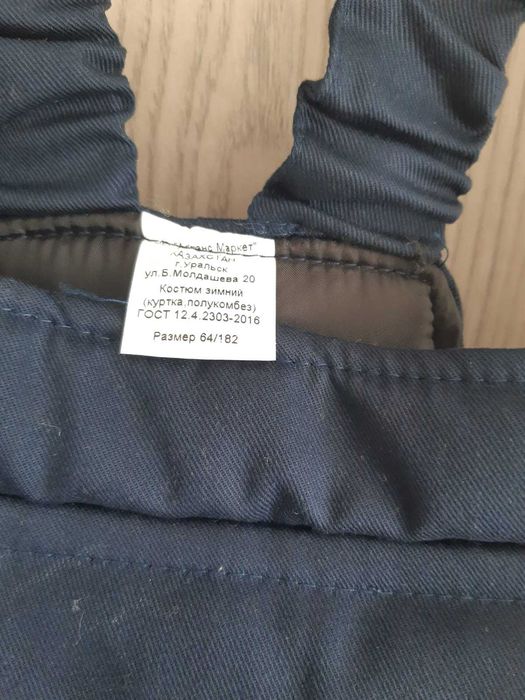 Маркет"
КАЗАХСТАН
г.Уральск
ул.Б.Молдашева 20
Костюм зимний
(куртка,полукомбез)
ГОСТ 12.4.2303-2016
Размер 64/182